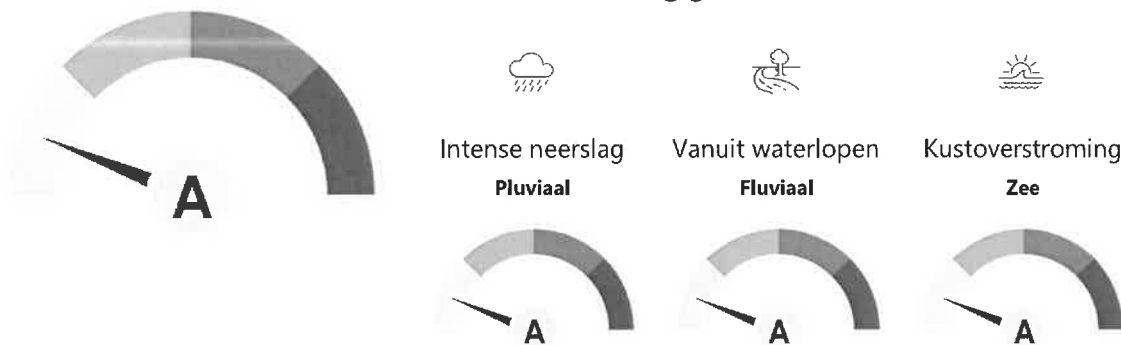 A
Intense neerslag
Pluviaal
A
Vanuit waterlopen
Fluviaal
A
Kustoverstroming
Zee
A